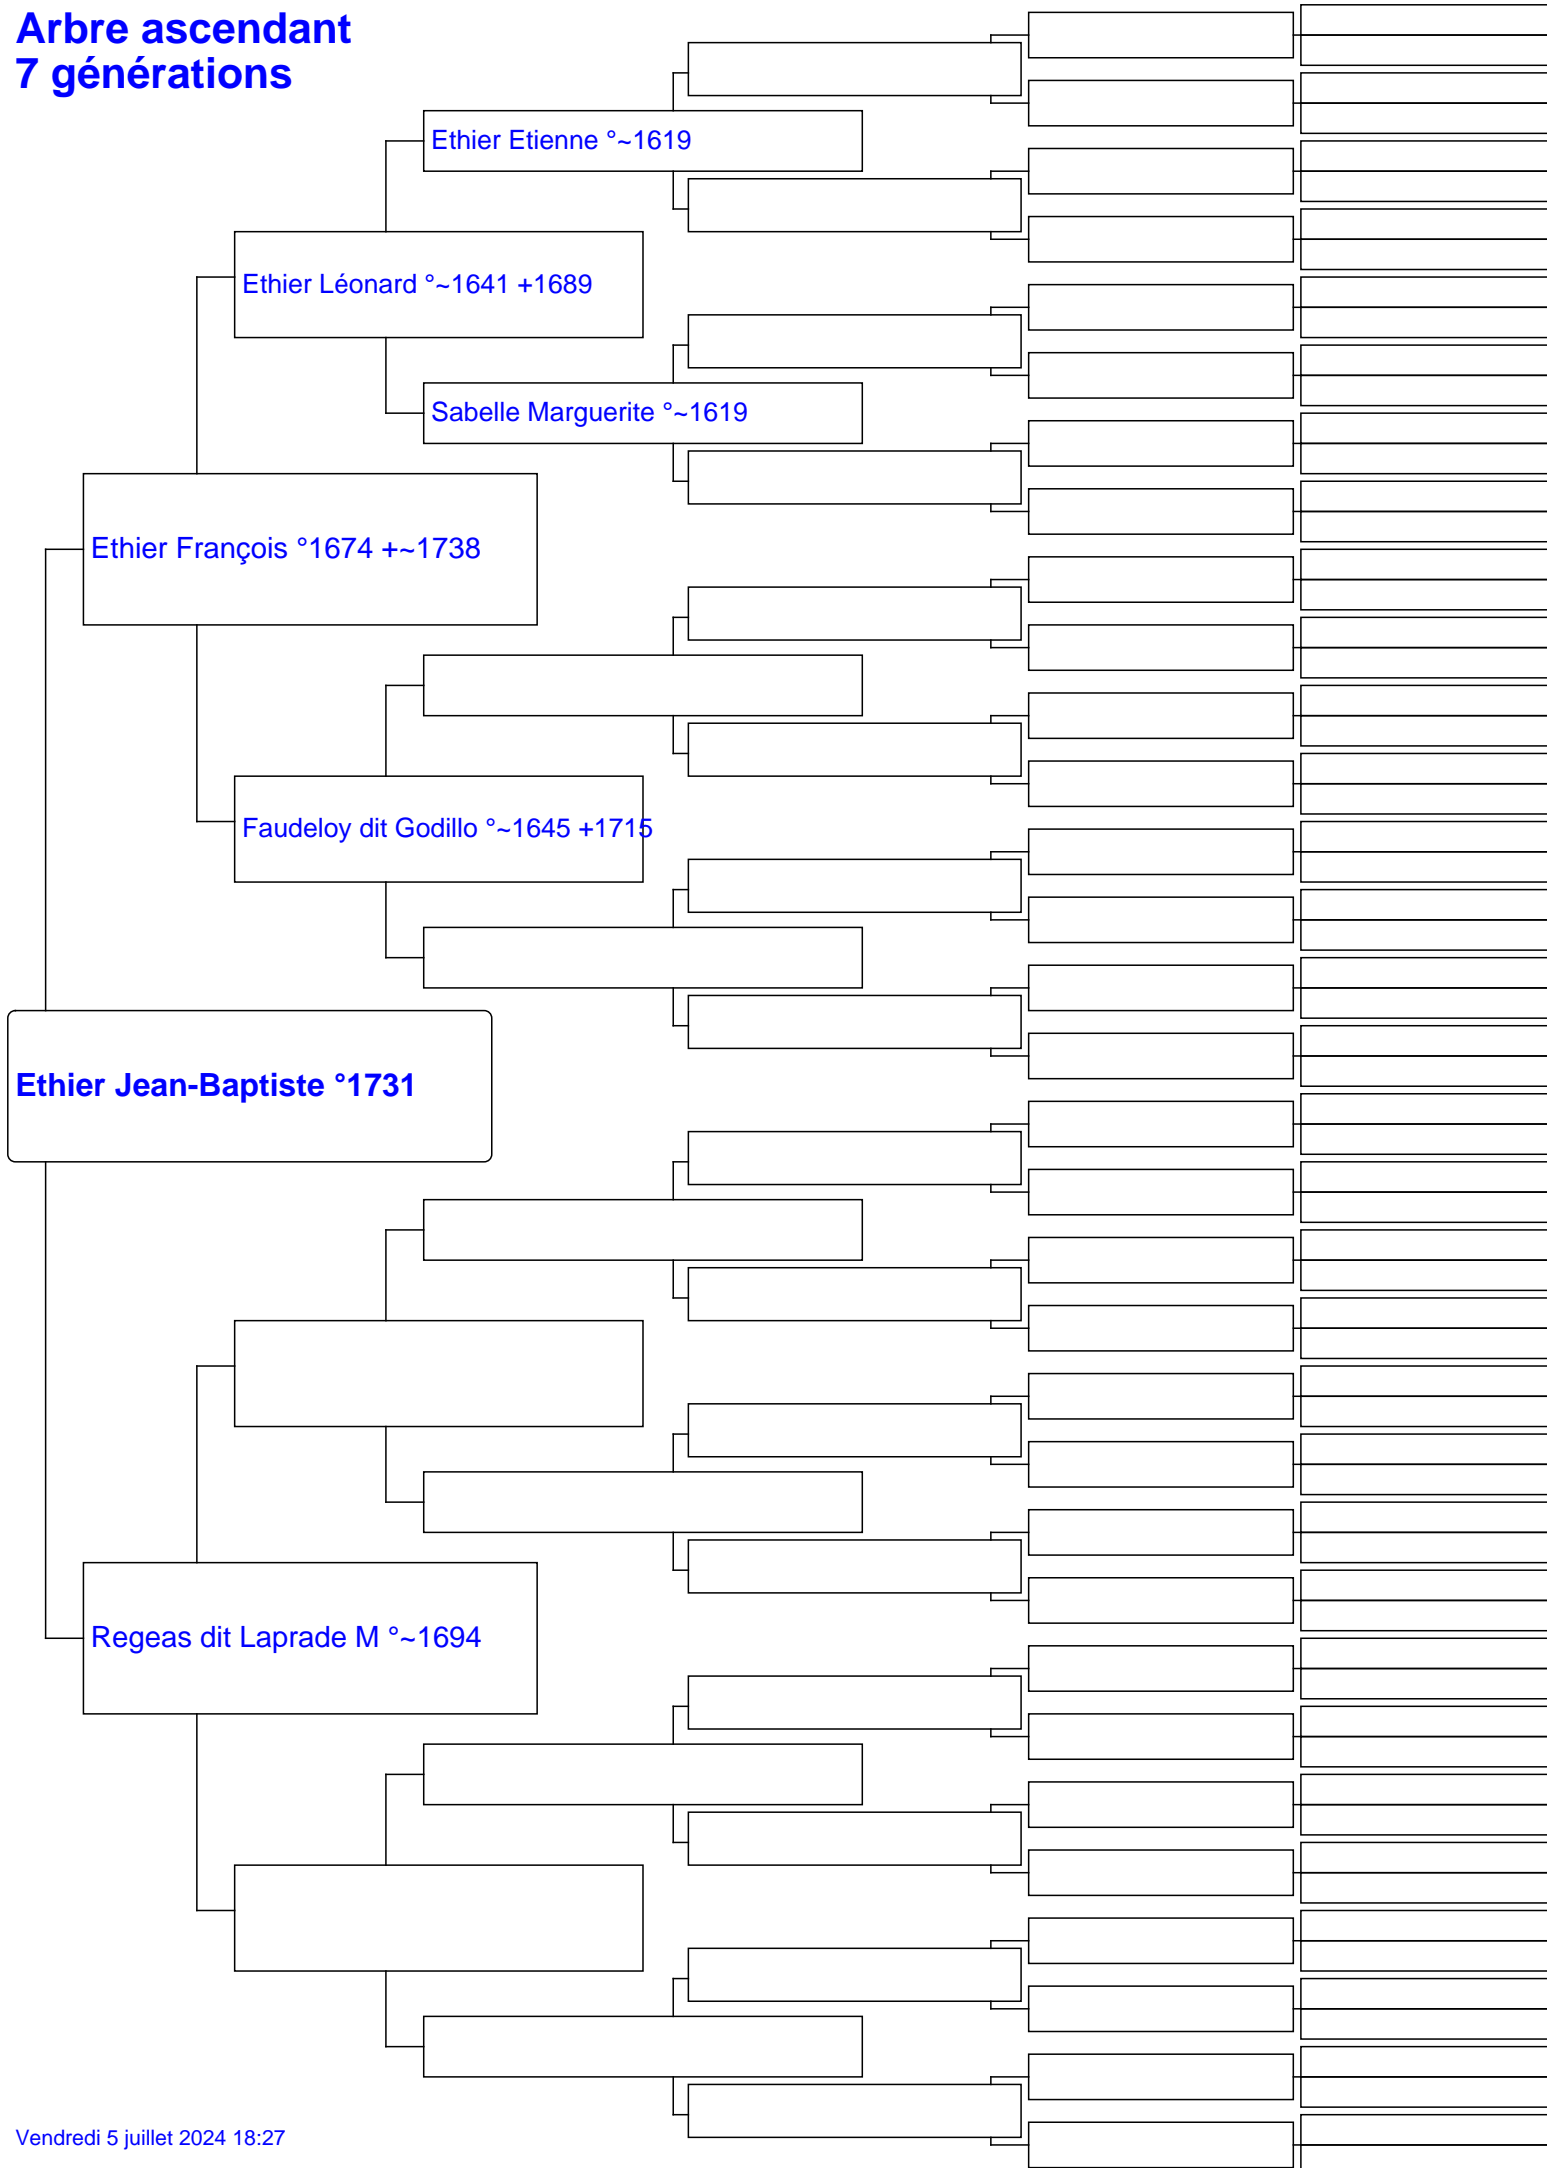 Arbre ascendant
7 générations
Ethier Etienne °~1619
Ethier Léonard °~1641 +1689
Sabelle Marguerite °~1619
Ethier François °1674 +~1738
Faudeloy dit Godillo °~1645 +1715
Ethier Jean-Baptiste °1731
Regeas dit Laprade M °~1694
Vendredi 5 juillet 2024 18:27